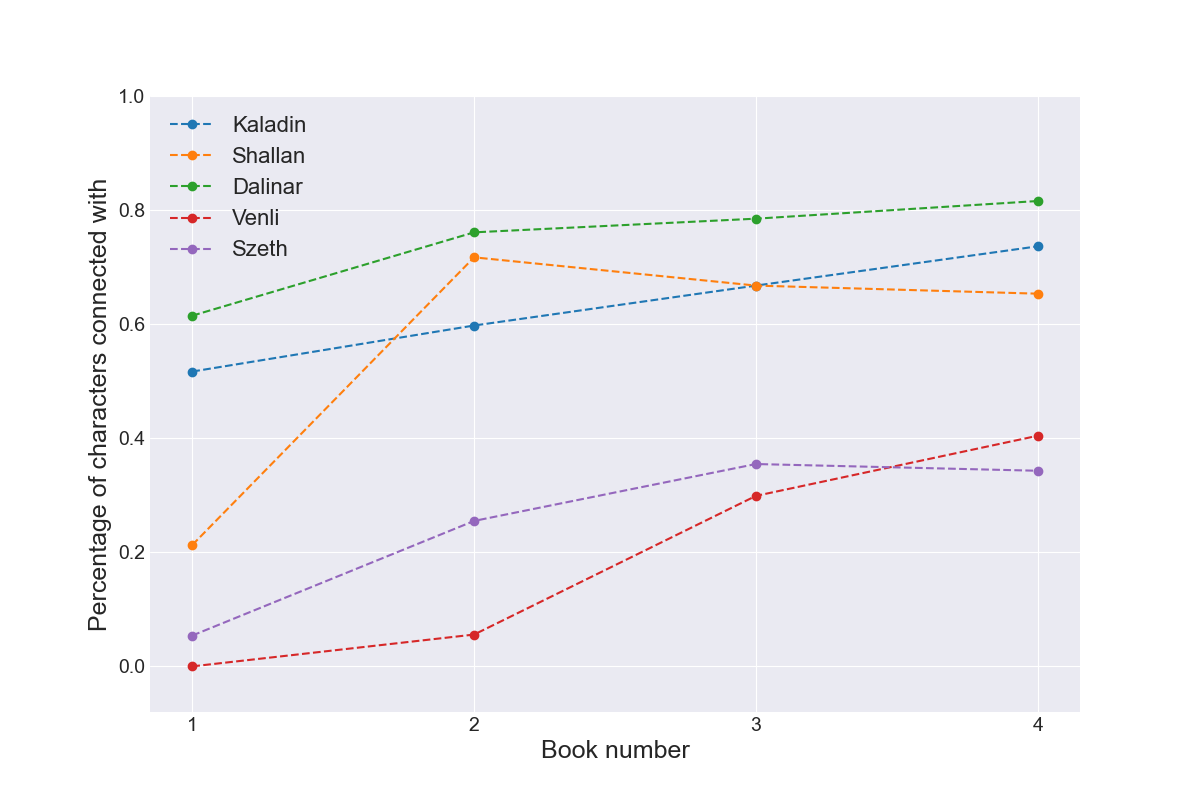 1.0
0.8
0.6
0.4
0.2
0.0
Percentage of characters connected with
Kaladin
Shallan
Dalinar
Venli
Szeth
1 2 3 4
Book number